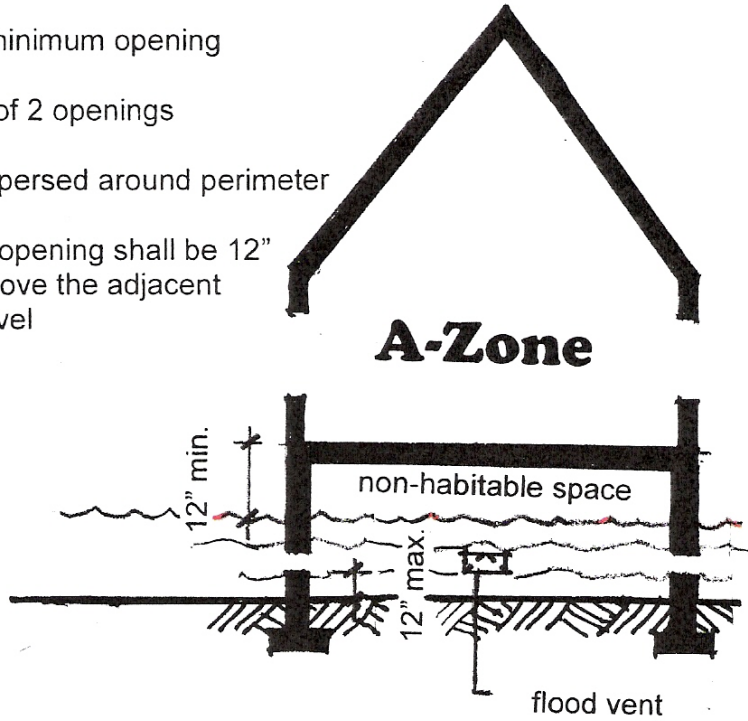 minimum opening
of 2 openings
persed around perimeter
opening shall be 12”
ove the adjacent
vel
A-Zone
12” min.
non-habitable space
12” max.
flood vent